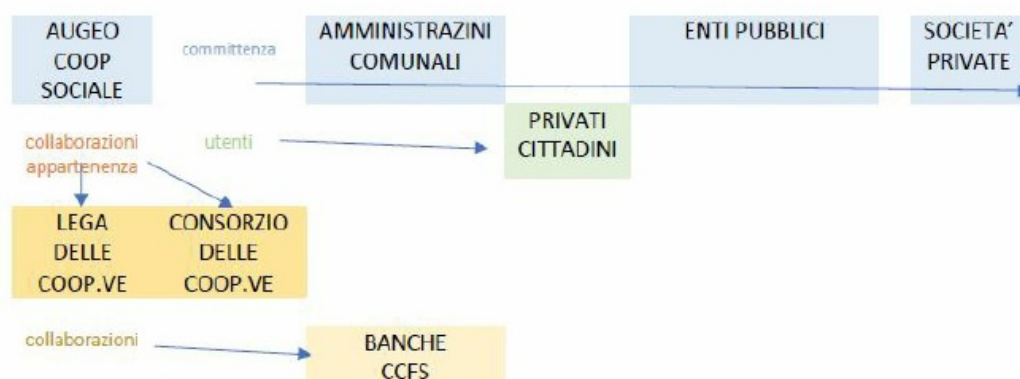 AUGEO
COOP
SOCIALE
committenza
AMMINISTRAZINI
COMUNALI
ENTI PUBBLICI
SOCIETA'
PRIVATE
collaborazioni
appartenenza
utenti
PRIVATI
CITTADINI
LEGA
DELLE
COOP.VE
CONSORZIO
DELLE
COOP.VE
collaborazioni
BANCHE
CCFS